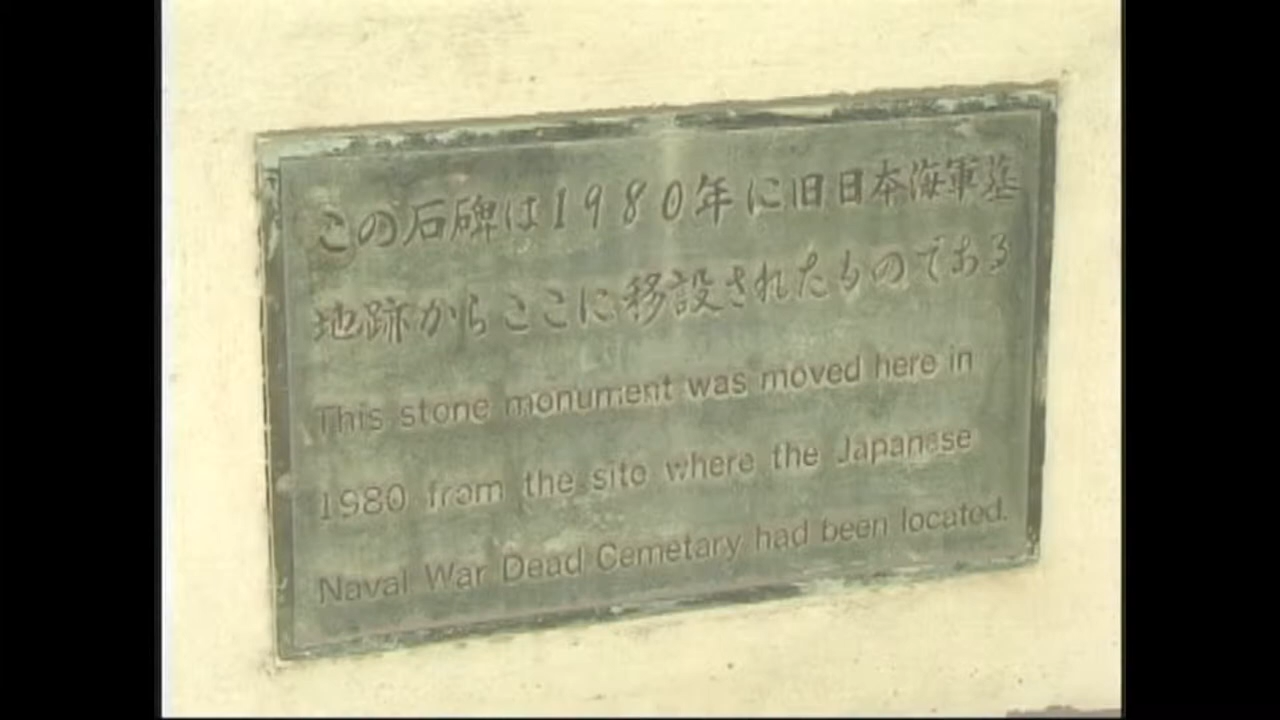 この石碑は1980年に旧日本海軍墓
地跡からここに移設されたものである
This stone monument was moved here in
1980 from the site where the Japanese
Naval War Dead Cemetary had been located.